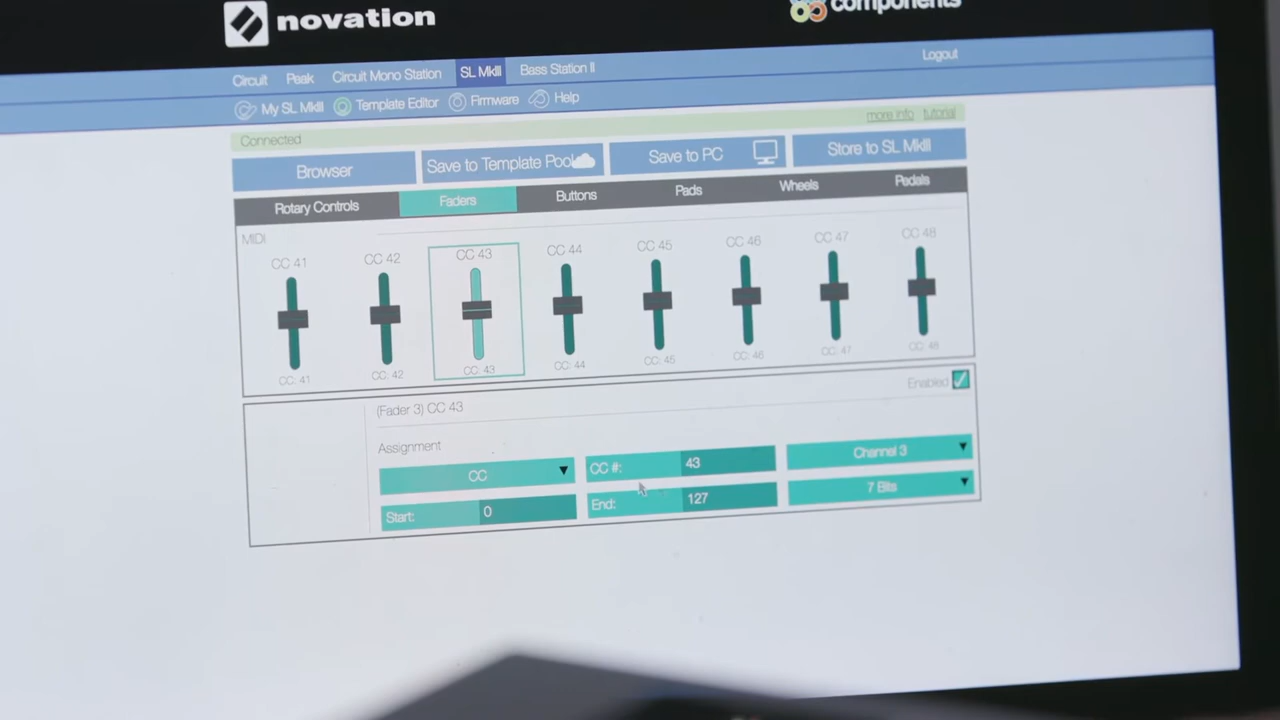 novation
components
Circuit Peak Circuit Mono Station SL MkIII Bass Station II Logout
My SL MkIII Template Editor Firmware Help
Connected more info tutorial
Browser Save to Template Pool Save to PC Store to SL MkIII
Rotary Controls Faders Buttons Pads Wheels Pedals
MIDI
CC 41 CC 42 CC 43 CC 44 CC 45 CC 46 CC 47 CC 48
CC: 41 CC: 42 CC: 43 CC: 44 CC: 45 CC: 46 CC: 47 CC: 48
(Fader 3) CC 43 Enabled
Assignment
CC CC #: 43 Channel 3
Start: 0 End: 127 7 Bits